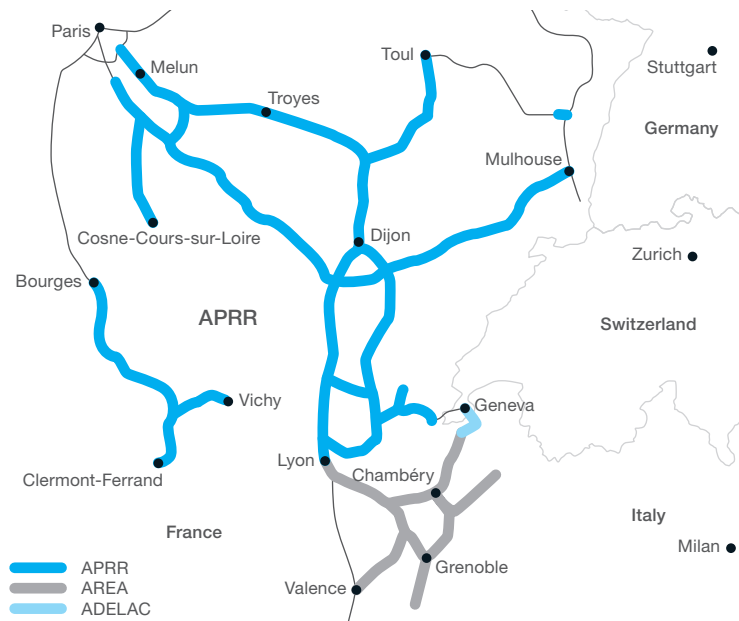 Paris
Melun
Toul
Stuttgart
Troyes
Germany
Mulhouse
Cosne-Cours-sur-Loire
Dijon
Zurich
Bourges
APRR
Switzerland
Vichy
Geneva
Lyon
Chambéry
Clermont-Ferrand
Italy
France
Milan
Grenoble
Valence
APRR
AREA
ADELAC